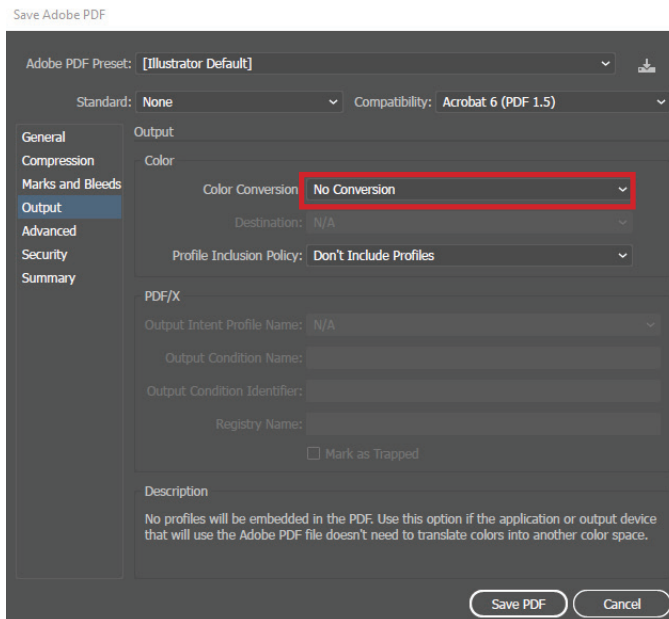 Save Adobe PDF
Adobe PDF Preset: [Illustrator Default]
Standard: None Compatibility: Acrobat 6 (PDF 1.5)
General
Compression
Marks and Bleeds
Output
Advanced
Security
Summary
Output
Color
Color Conversion No Conversion
Destination: N/A
Profile Inclusion Policy: Don't Include Profiles
PDF/X
Output Intent Profile Name: N/A
Output Condition Name:
Output Condition Identifier:
Registry Name:
Mark as Trapped
Description
No profiles will be embedded in the PDF. Use this option if the application or output device
that will use the Adobe PDF file doesn't need to translate colors into another color space.
Save PDF Cancel